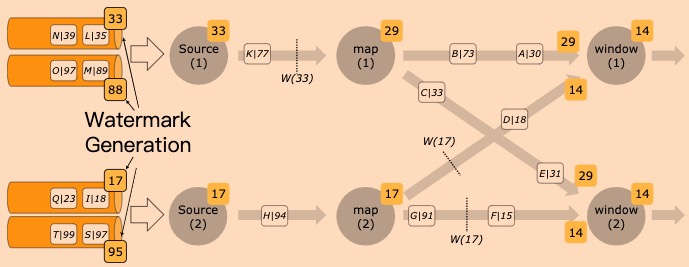 33
N|39 L|35
O|97 M|89
88
Watermark
Generation
17
Q|23 I|18
T|99 S|97
95
33
Source
(1)
K|77
W(33)
29
map
(1)
B|73 A|30
29
14
window
(1)
C|33
D|18
14
W(17)
17
Source
(2)
H|94
17
map
(2)
E|31
29
G|91 F|15
W(17)
14
14
window
(2)